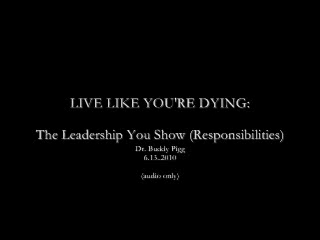 LIVE LIKE YOU'RE DYING:
The Leadership You Show (Responsibilities)
Dr. Buddy Pigg
6.13..2010
(audio only)